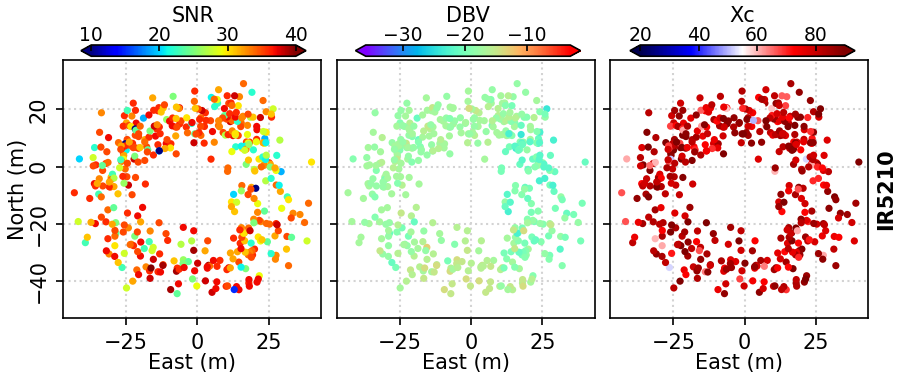 SNR DBV Xc
10 20 30 40 −30 −20 −10 20 40 60 80
20
0
−20
−40
North (m)
−25 0 25 −25 0 25 −25 0 25
East (m) East (m) East (m)
IR5210